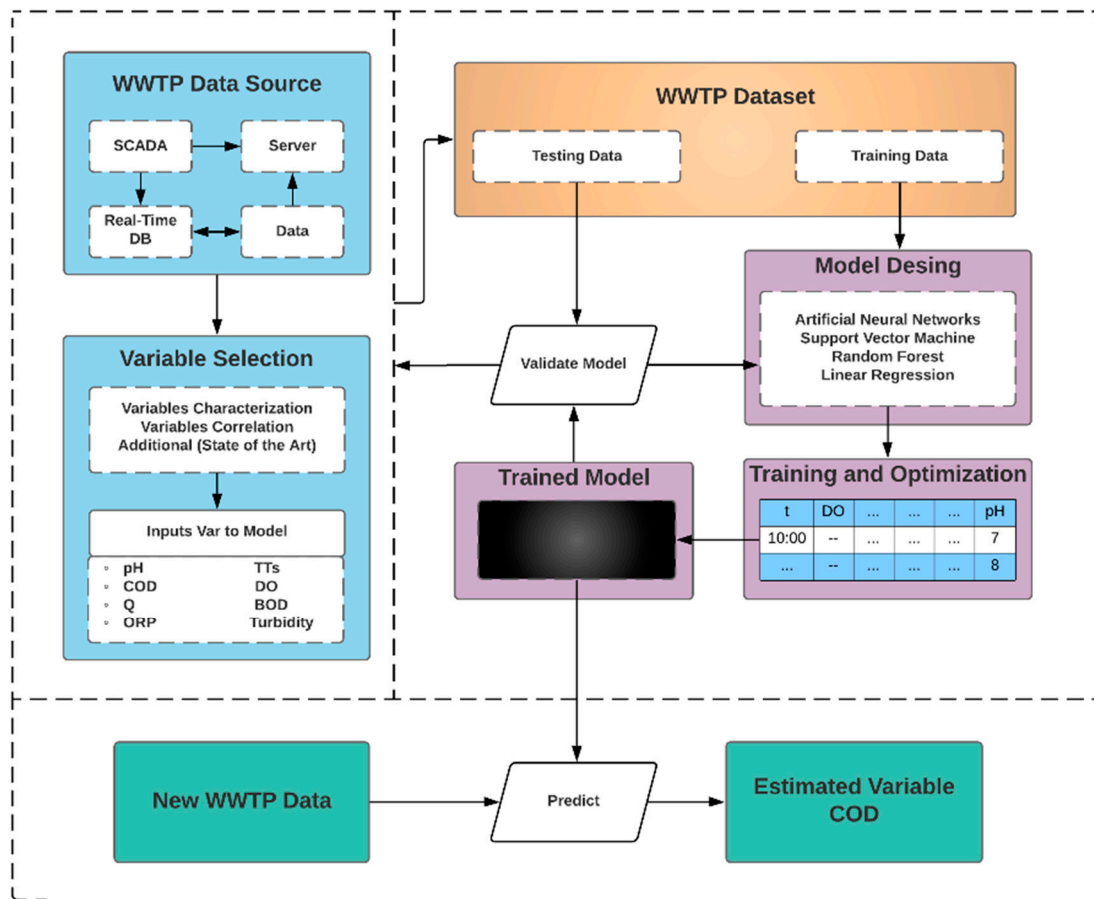 WWTP Data Source
SCADA
Server
Real-Time
DB
Data
Variable Selection
Variables Characterization
Variables Correlation
Additional (State of the Art)
Inputs Var to Model
◦ pH TTs
◦ COD DO
◦ Q BOD
◦ ORP Turbidity
WWTP Dataset
Testing Data
Training Data
Model Desing
Artificial Neural Networks
Support Vector Machine
Random Forest
Linear Regression
Validate Model
Trained Model
Training and Optimization
t DO ... ... ... pH
10:00 -- ... ... ... 7
... -- ... ... ... 8
New WWTP Data
Predict
Estimated Variable
COD